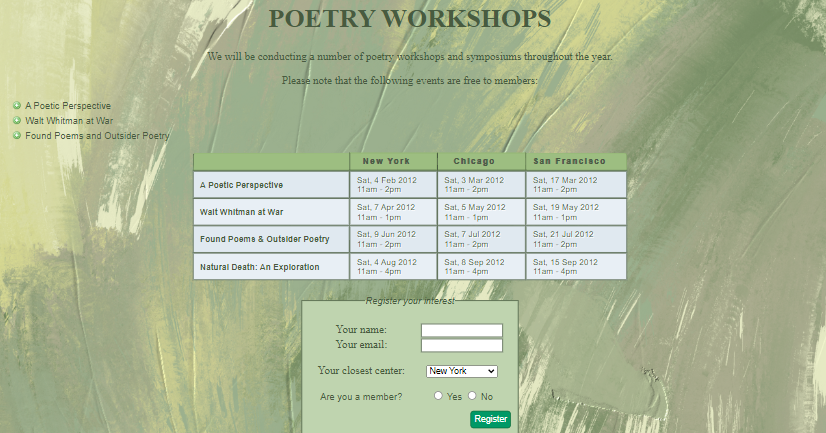 POETRY WORKSHOPS
We will be conducting a number of poetry workshops and symposiums throughout the year.
Please note that the following events are free to members:
A Poetic Perspective
Walt Whitman at War
Found Poems and Outsider Poetry
New York Chicago San Francisco
A Poetic Perspective Sat, 4 Feb 2012 Sat, 3 Mar 2012 Sat, 17 Mar 2012
11am - 2pm 11am - 2pm 11am - 2pm
Walt Whitman at War Sat, 7 Apr 2012 Sat, 5 May 2012 Sat, 19 May 2012
11am - 1pm 11am - 1pm 11am - 1pm
Found Poems & Outsider Poetry Sat, 9 Jun 2012 Sat, 7 Jul 2012 Sat, 21 Jul 2012
11am - 2pm 11am - 2pm 11am - 2pm
Natural Death: An Exploration Sat, 4 Aug 2012 Sat, 8 Sep 2012 Sat, 15 Sep 2012
11am - 4pm 11am - 4pm 11am - 4pm
Register your interest
Your name:
Your email:
Your closest center: New York
Are you a member? Yes No
Register